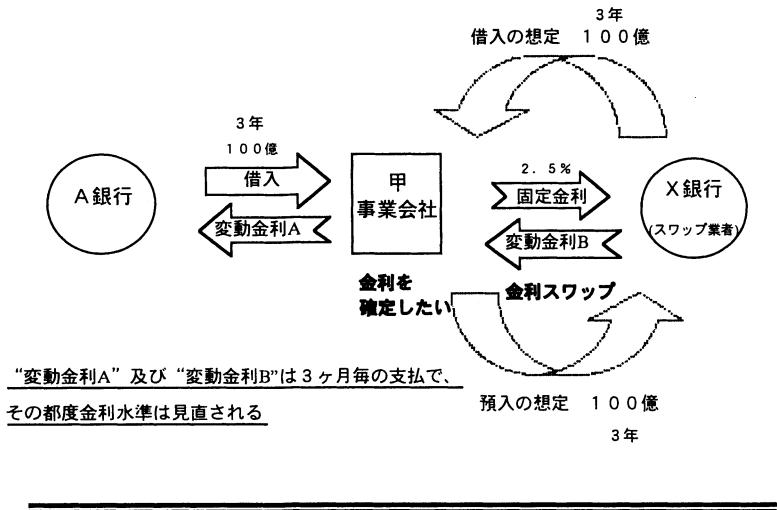 3年
借入の想定　１００億
3年
１００億
借入
A銀行
変動金利A
甲
事業会社
2．5%
固定金利
変動金利B
X銀行
(スワップ業者)
金利を
確定したい
金利スワップ
“変動金利A” 及び “変動金利B”は３ヶ月毎の支払で、
その都度金利水準は見直される
預入の想定　１００億
3年